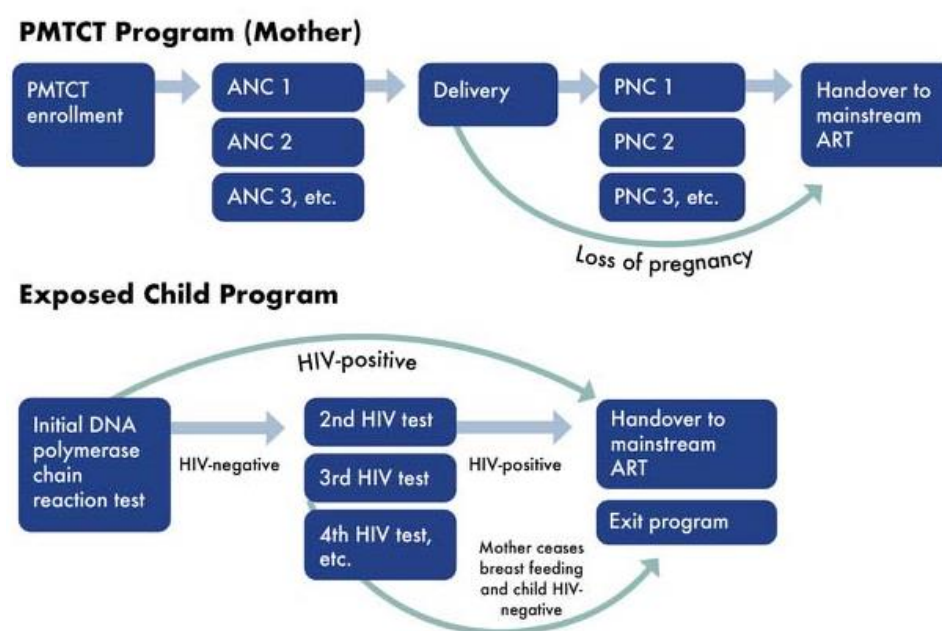 PMTCT Program (Mother)
PMTCT
enrollment
ANC 1
ANC 2
ANC 3, etc.
Delivery
PNC 1
PNC 2
PNC 3, etc.
Handover to
mainstream
ART
Loss of pregnancy
Exposed Child Program
HIV-positive
Initial DNA
polymerase
chain
reaction test
HIV-negative
2nd HIV test
3rd HIV test
4th HIV test,
etc.
HIV-positive
Handover to
mainstream
ART
Exit program
Mother ceases
breast feeding
and child HIV-
negative